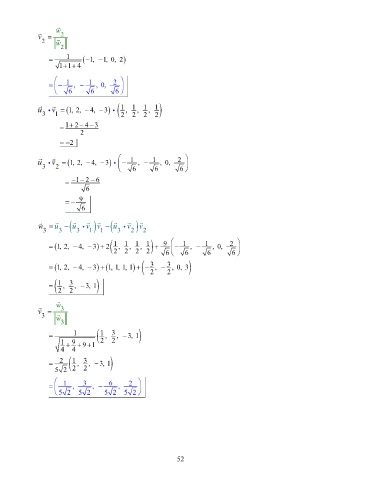 v⃗₂ = w⃗₂ / ‖w⃗₂‖
= 1/√(1+1+4) (−1, −1, 0, 2)
= (−1/√6, −1/√6, 0, 2/√6)
u⃗₃ • v⃗₁ = (1, 2, −4, −3) • (1/2, 1/2, 1/2, 1/2)
= (1+2−4−3)/2
= −2
u⃗₃ • v⃗₂ = (1, 2, −4, −3) • (−1/√6, −1/√6, 0, 2/√6)
= (−1−2−6)/√6
= −9/√6
w⃗₃ = u⃗₃ − (u⃗₃ • v⃗₁) v⃗₁ − (u⃗₃ • v⃗₂) v⃗₂
= (1, 2, −4, −3) + 2(1/2, 1/2, 1/2, 1/2) + 9/√6 (−1/√6, −1/√6, 0, 2/√6)
= (1, 2, −4, −3) + (1, 1, 1, 1) + (−3/2, −3/2, 0, 3)
= (1/2, 3/2, −3, 1)
v⃗₃ = w⃗₃ / ‖w⃗₃‖
= 1/√(1/4 + 9/4 + 9 + 1) (1/2, 3/2, −3, 1)
= 2/(5√2) (1/2, 3/2, −3, 1)
= (1/(5√2), 3/(5√2), −6/(5√2), 2/(5√2))
52